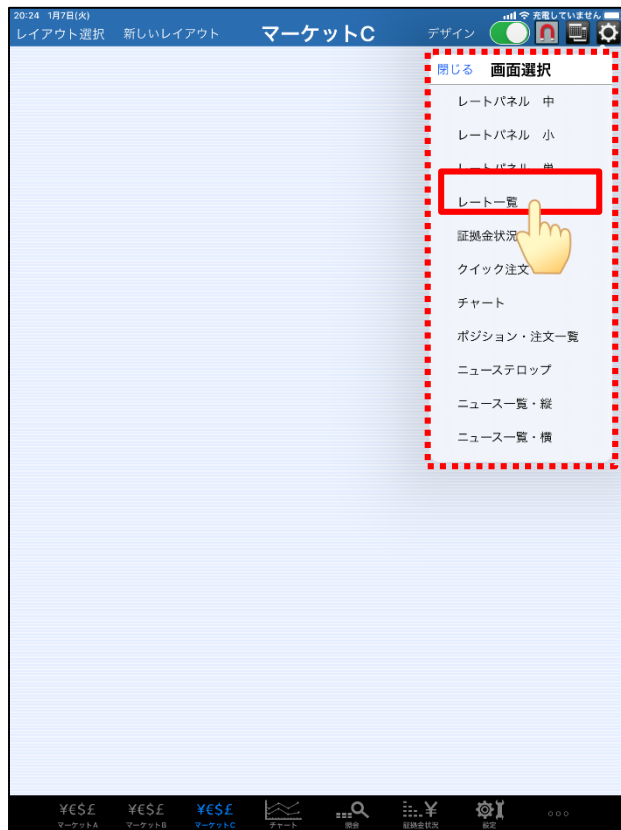 20:24 1月7日(火)
充電していません
レイアウト選択 新しいレイアウト マーケットC デザイン
閉じる 画面選択
レートパネル 中
レートパネル 小
レートパネル 単
レート一覧
証拠金状況
クイック注文
チャート
ポジション・注文一覧
ニューステロップ
ニュース一覧・縦
ニュース一覧・横
¥€$£ ¥€$£ ¥€$£
マーケットA マーケットB マーケットC チャート 照会 証拠金状況 設定